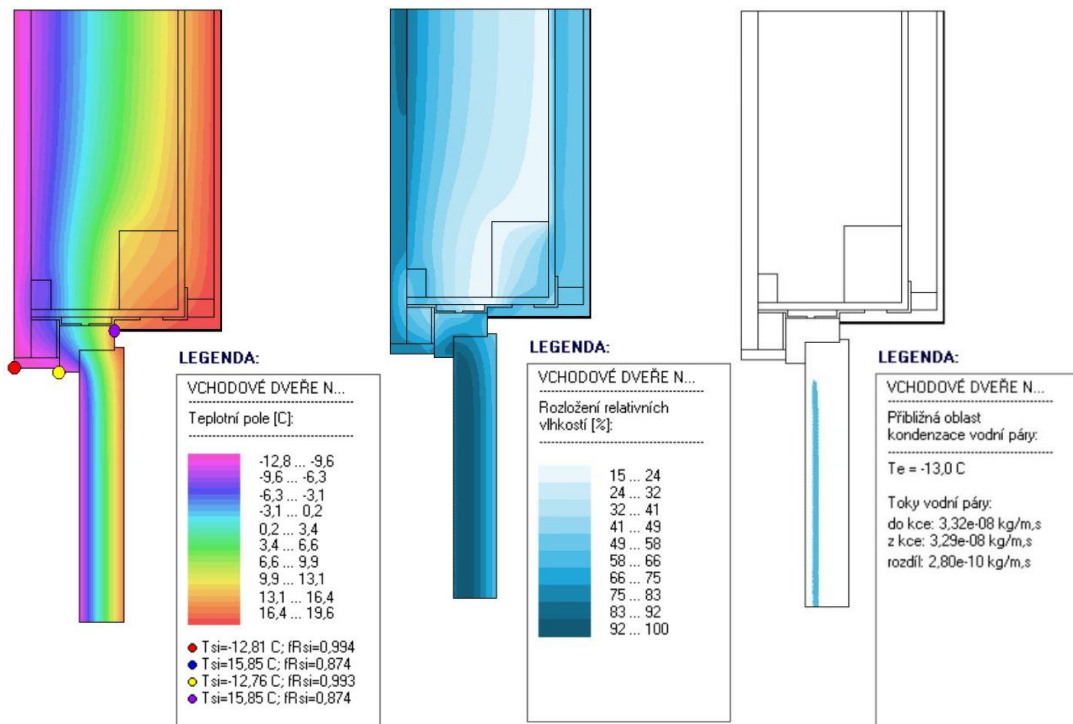 LEGENDA:
VCHODOVÉ DVEŘE N...
Teplotní pole [C]:
-12,8 ... -9,6
-9,6 ... -6,3
-6,3 ... -3,1
-3,1 ... 0,2
0,2 ... 3,4
3,4 ... 6,6
6,6 ... 9,9
9,9 ... 13,1
13,1 ... 16,4
16,4 ... 19,6
Tsi=-12,81 C; fRsi=0,994
Tsi=15,85 C; fRsi=0,874
Tsi=-12,76 C; fRsi=0,993
Tsi=15,85 C; fRsi=0,874
LEGENDA:
VCHODOVÉ DVEŘE N...
Rozložení relativních
vlhkostí [%]:
15 ... 24
24 ... 32
32 ... 41
41 ... 49
49 ... 58
58 ... 66
66 ... 75
75 ... 83
83 ... 92
92 ... 100
LEGENDA:
VCHODOVÉ DVEŘE N...
Přibližná oblast
kondenzace vodní páry:
Te = -13,0 C
Toky vodní páry:
do kce: 3,32e-08 kg/m,s
z kce: 3,29e-08 kg/m,s
rozdíl: 2,80e-10 kg/m,s